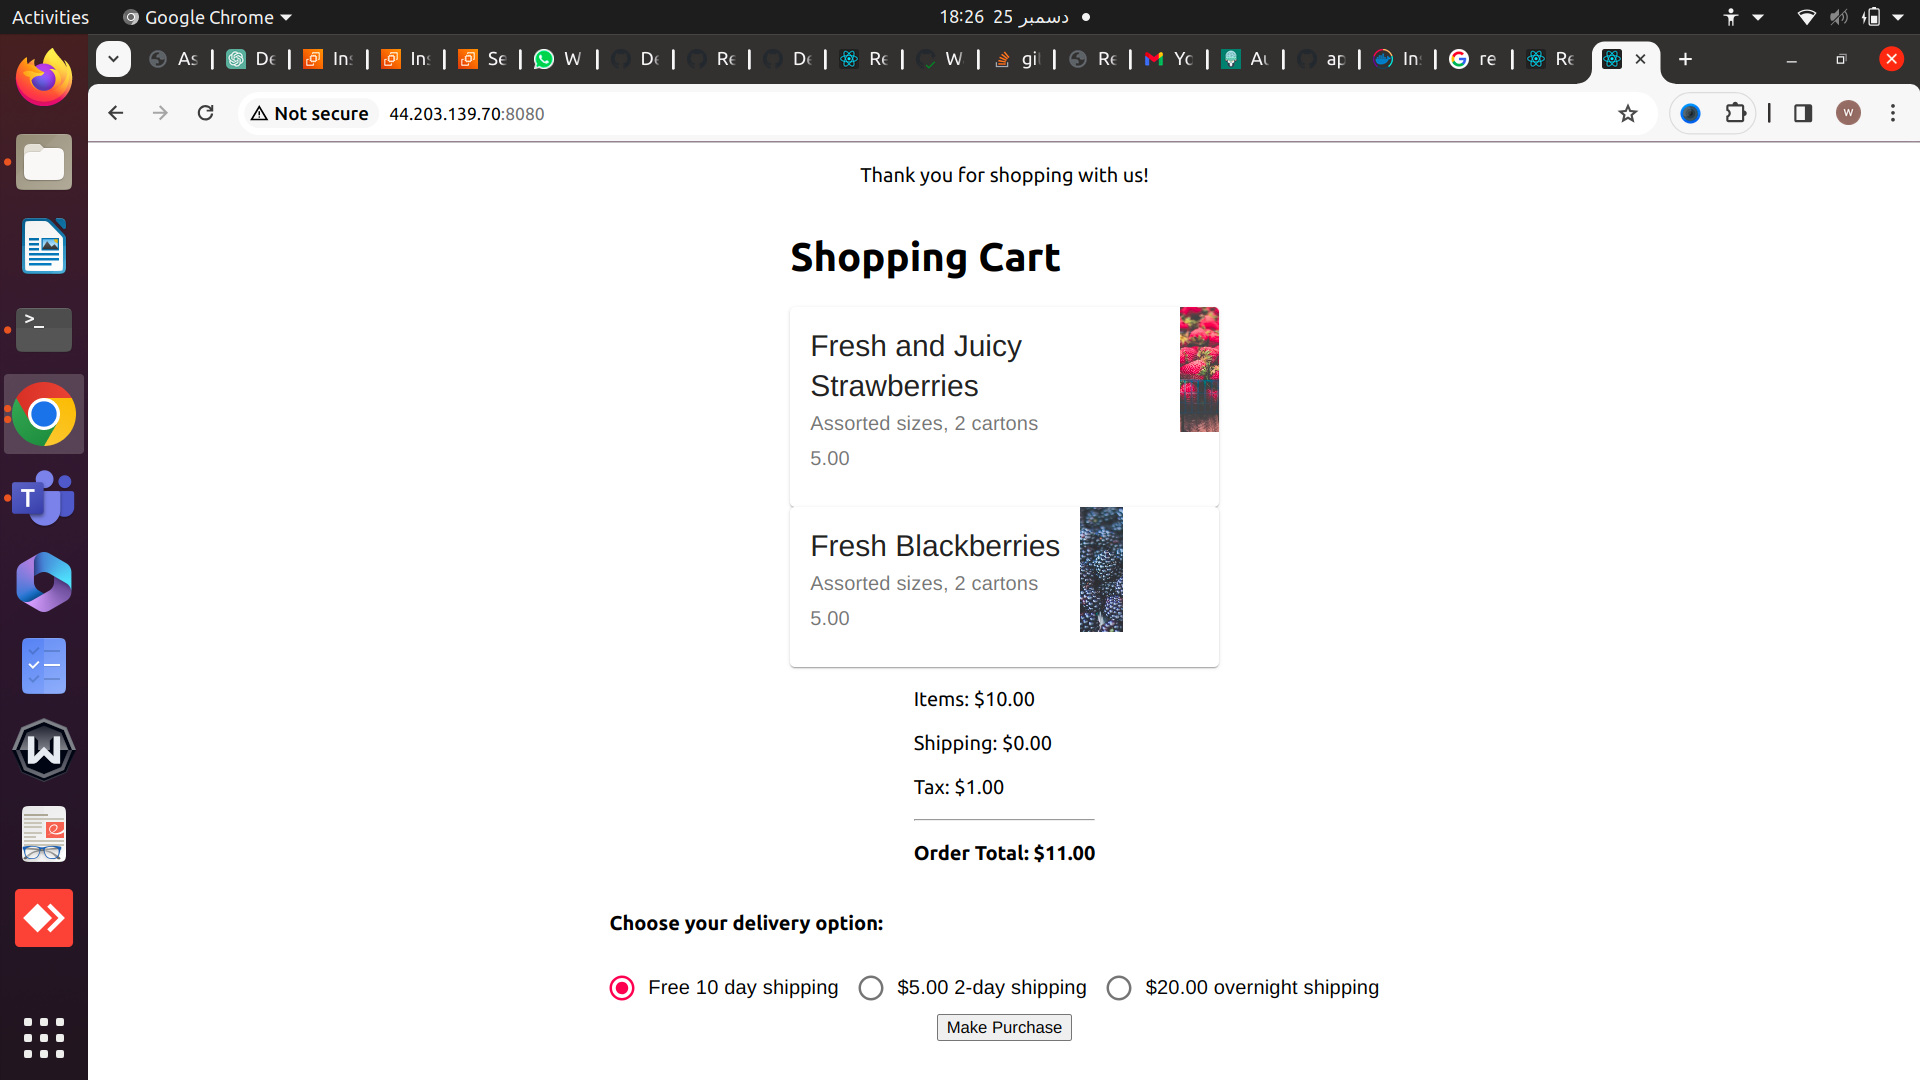 Activities
Google Chrome
18:26 25 دسمبر
As
De
Ins
Ins
Se
W
De
Re
De
Re
W
git
Re
Yo
Au
ap
Ins
re
Re
Not secure
44.203.139.70:8080
W
Thank you for shopping with us!
Shopping Cart
Fresh and Juicy
Strawberries
Assorted sizes, 2 cartons
5.00
Fresh Blackberries
Assorted sizes, 2 cartons
5.00
Items: $10.00
Shipping: $0.00
Tax: $1.00
Order Total: $11.00
Choose your delivery option:
Free 10 day shipping
$5.00 2-day shipping
$20.00 overnight shipping
Make Purchase